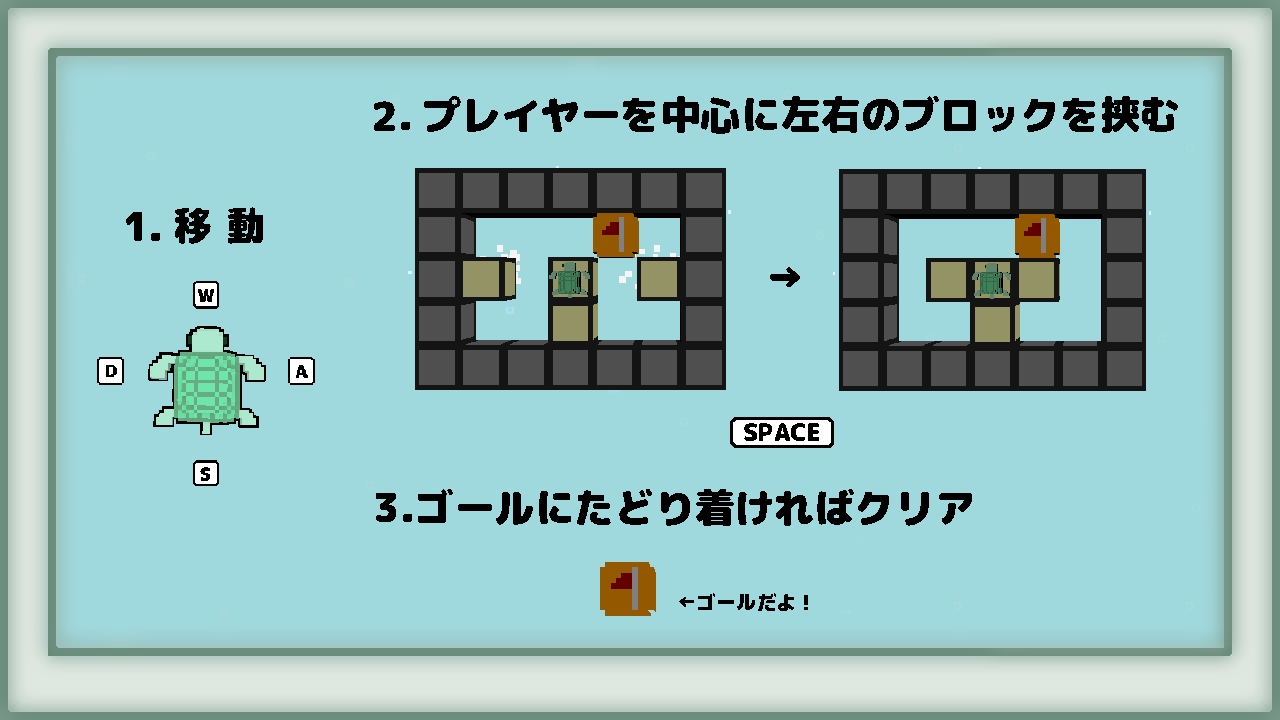 2. プレイヤーを中心に左右のブロックを挟む
1. 移 動
W
D
A
S
→
SPACE
3.ゴールにたどり着ければクリア
←ゴールだよ！